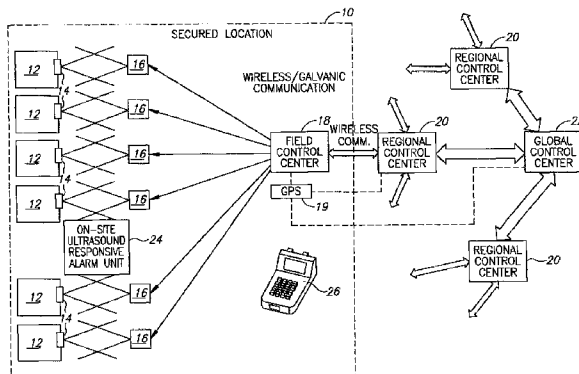 10
SECURED LOCATION
12
14
16
12
16
12
14
16
12
16
ON-SITE
ULTRASOUND
RESPONSIVE
ALARM UNIT
24
12
14
16
12
16
WIRELESS/GALVANIC
COMMUNICATION
18
FIELD
CONTROL
CENTER
GPS
19
26
WIRELESS
COMM.
20
REGIONAL
CONTROL
CENTER
20
REGIONAL
CONTROL
CENTER
GLOBAL
CONTROL
CENTER
REGIONAL
CONTROL
CENTER
20